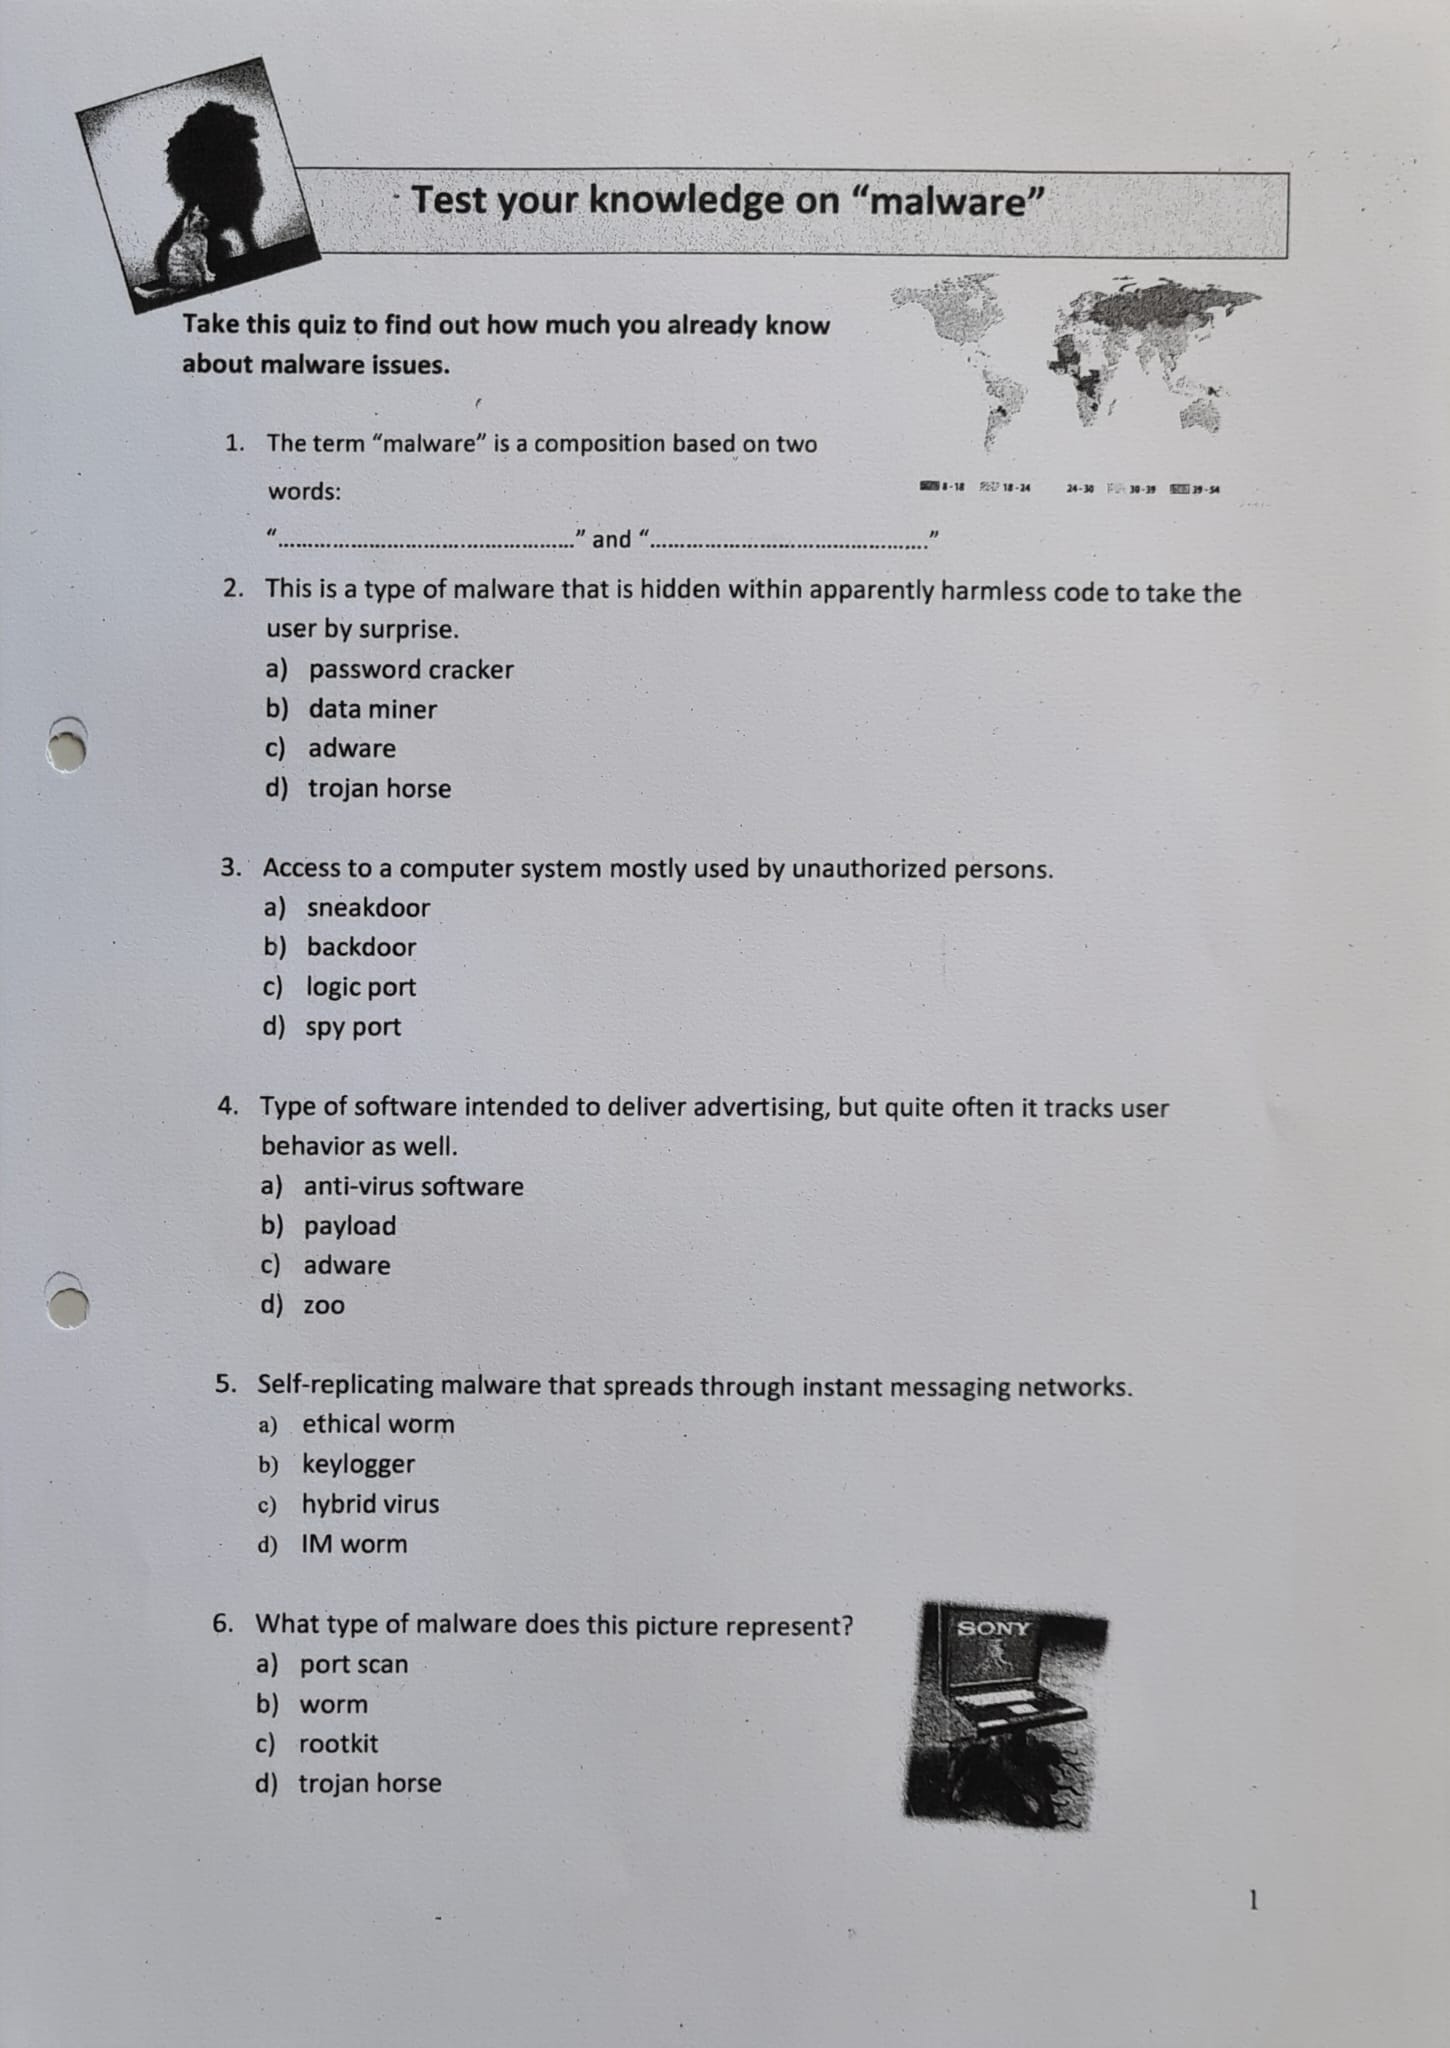 Test your knowledge on “malware”
Take this quiz to find out how much you already know
about malware issues.
1. The term “malware” is a composition based on two
words:
“.................................................” and “..............................................”
8-18 18-24 24-30 30-39 39-54
2. This is a type of malware that is hidden within apparently harmless code to take the
user by surprise.
a) password cracker
b) data miner
c) adware
d) trojan horse
3. Access to a computer system mostly used by unauthorized persons.
a) sneakdoor
b) backdoor
c) logic port
d) spy port
4. Type of software intended to deliver advertising, but quite often it tracks user
behavior as well.
a) anti-virus software
b) payload
c) adware
d) zoo
5. Self-replicating malware that spreads through instant messaging networks.
a) ethical worm
b) keylogger
c) hybrid virus
d) IM worm
6. What type of malware does this picture represent?
a) port scan
b) worm
c) rootkit
d) trojan horse
SONY
1